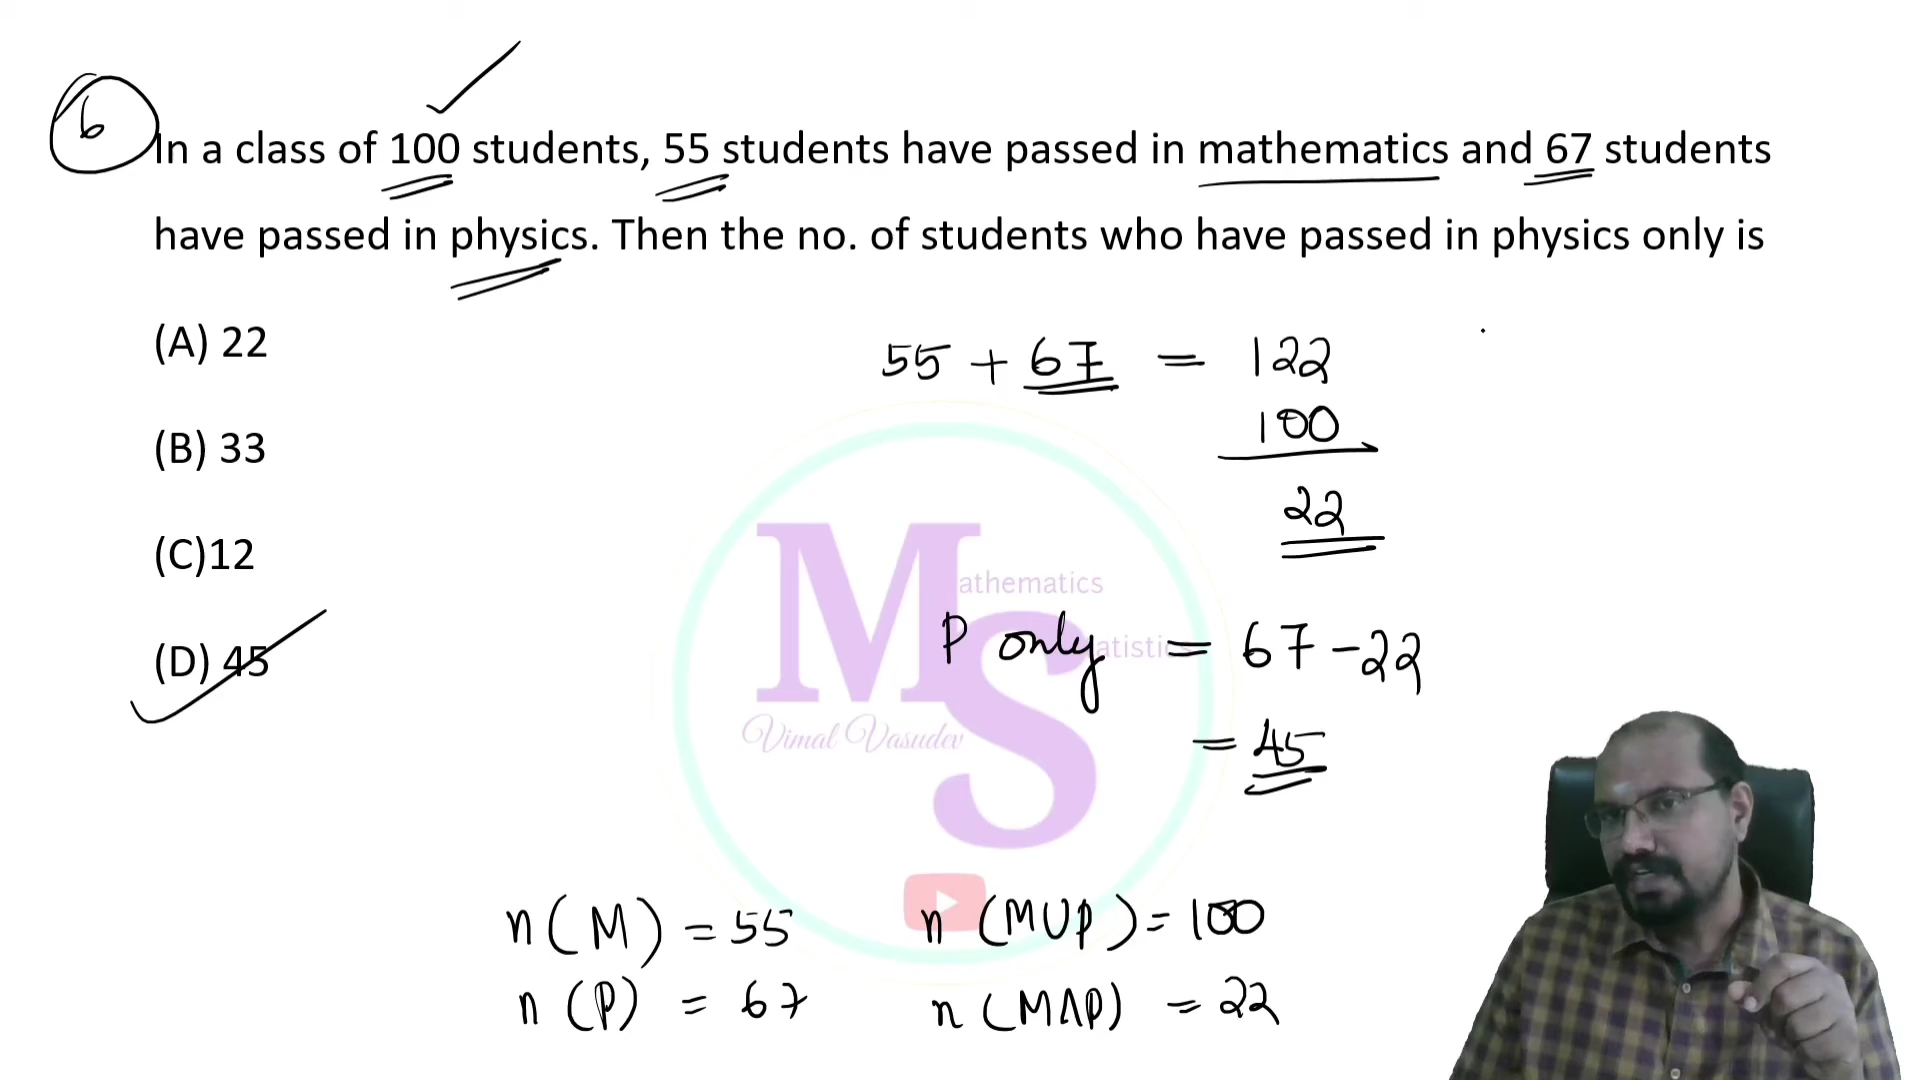 6
In a class of 100 students, 55 students have passed in mathematics and 67 students
have passed in physics. Then the no. of students who have passed in physics only is
(A) 22
(B) 33
(C)12
(D) 45
55 + 67 = 122
100
22
P only = 67 - 22
= 45
n(M) = 55
n(M∪P) = 100
n(P) = 67
n(M∩P) = 22
M athematics
S tatistics
Vimal Vasudev